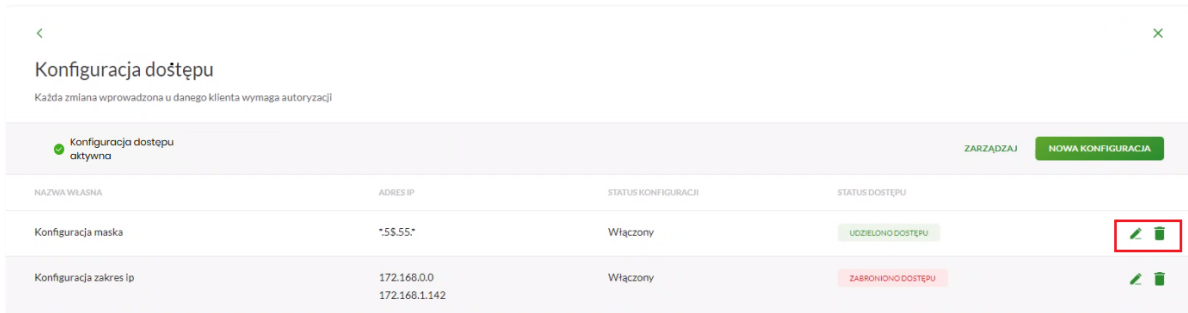 Konfiguracja dostępu
Każda zmiana wprowadzona u danego klienta wymaga autoryzacji
Konfiguracja dostępu
aktywna
ZARZĄDZAJ
NOWA KONFIGURACJA
NAZWA WŁASNA ADRES IP STATUS KONFIGURACJI STATUS DOSTĘPU
Konfiguracja maska *.5$.55.* Włączony UDZIELONO DOSTĘPU
Konfiguracja zakres ip 172.168.0.0 Włączony ZABRONIONO DOSTĘPU
172.168.1.142